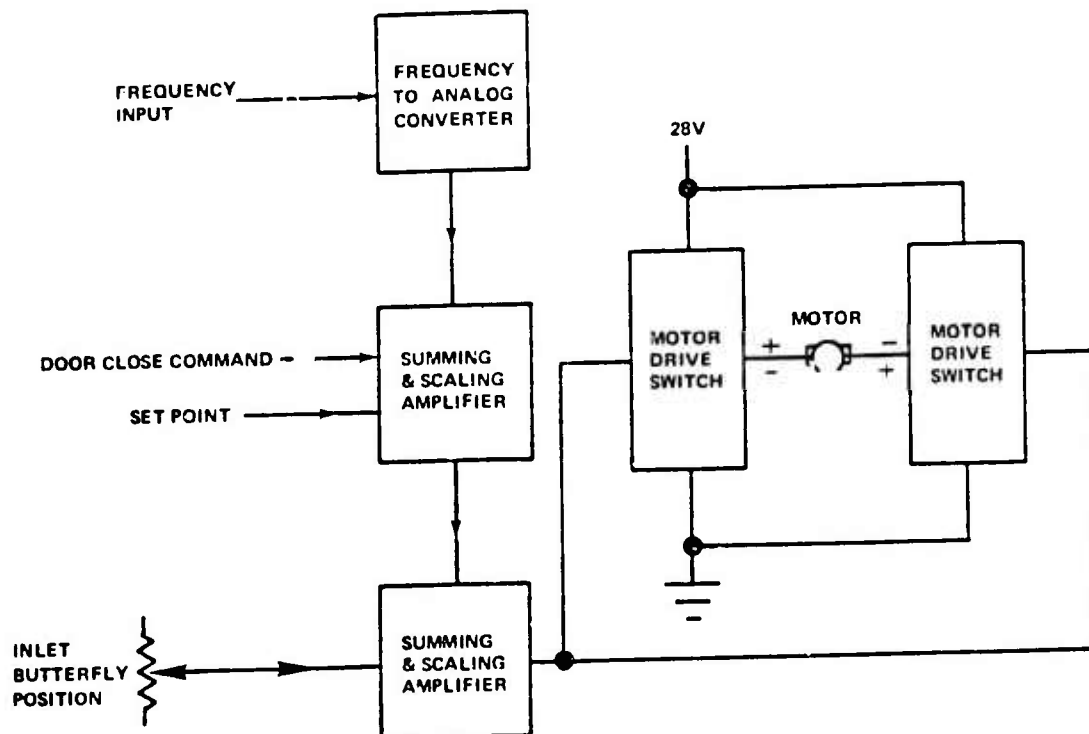 FREQUENCY
INPUT
FREQUENCY
TO ANALOG
CONVERTER
28V
DOOR CLOSE COMMAND
SET POINT
SUMMING
& SCALING
AMPLIFIER
MOTOR
DRIVE
SWITCH
MOTOR
+
-
-
+
MOTOR
DRIVE
SWITCH
INLET
BUTTERFLY
POSITION
SUMMING
& SCALING
AMPLIFIER